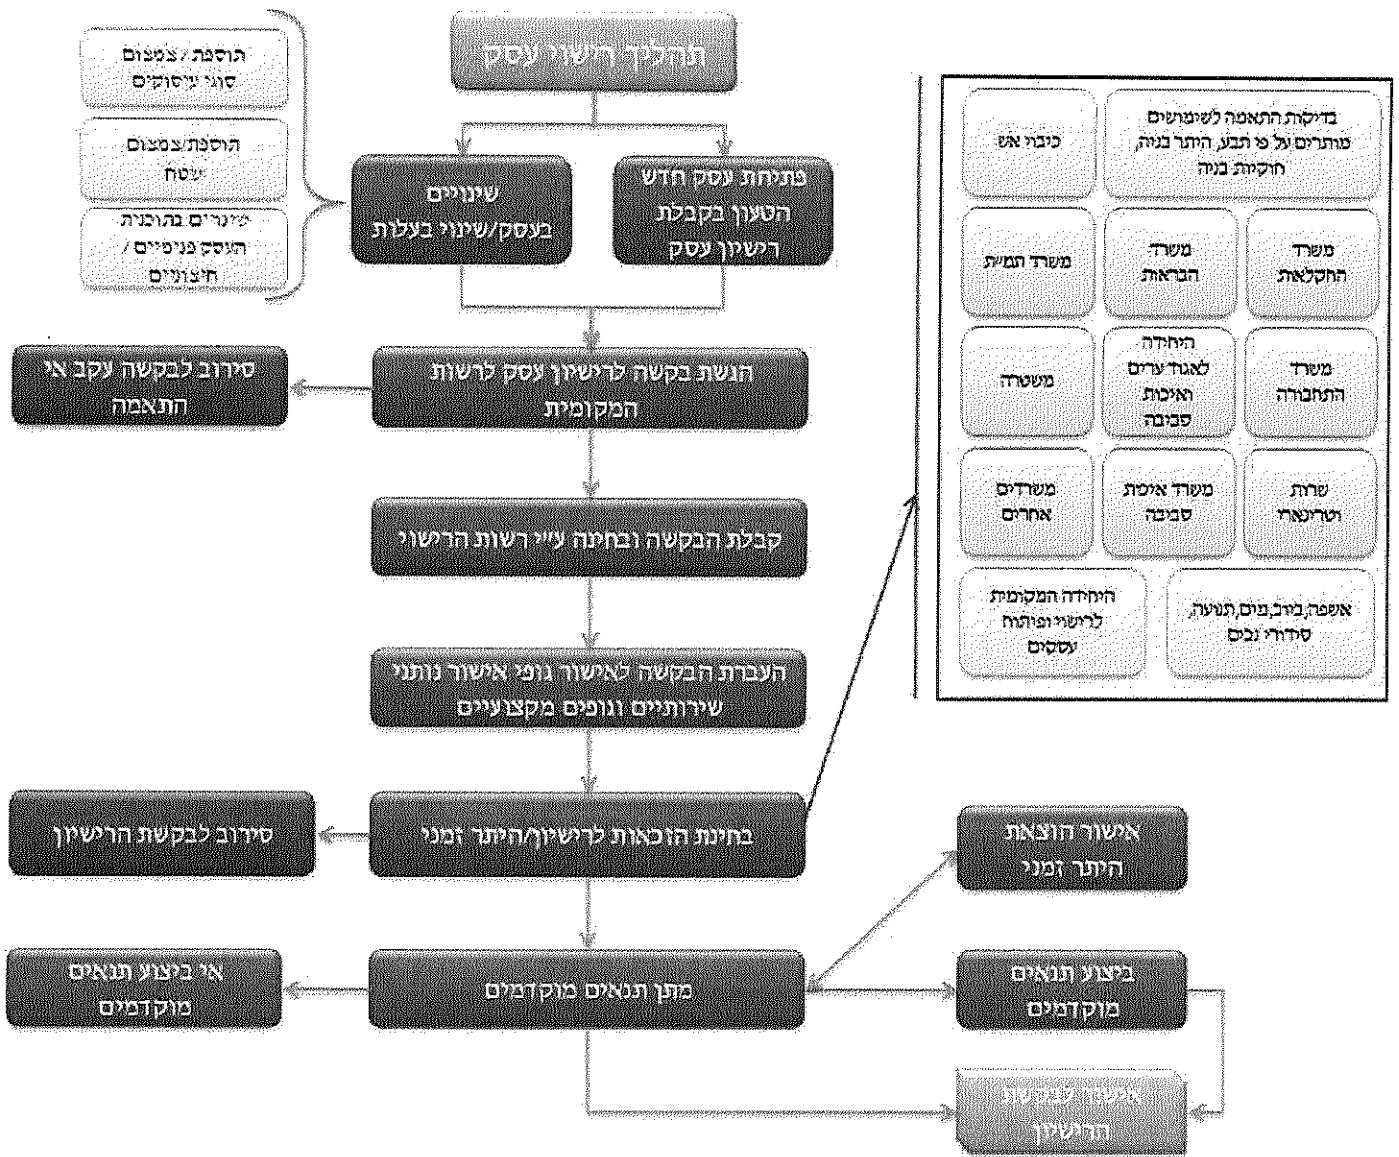 תהליך רישוי עסק
תוספת/צמצום
סוגי עיסוקים
תוספת/צמצום
שטח
שינויים בתוכנית
העסק פנימיים/
חיצוניים
שינויים
בעסק/שינוי בעלות
פתיחת עסק חדש
הטעון בקבלת
רישיון עסק
הגשת בקשה לרישיון עסק לרשות
המקומית
סירוב לבקשה עקב אי
התאמה
קבלת הבקשה ובחינה ע״י רשות הרישוי
העברת הבקשה לאישור גופי אישור נותני
שירותיים וגופים מקצועיים
בחינת הזכאות לרישיון/היתר זמני
סירוב לבקשת הרישיון
מתן תנאים מוקדמים
אי ביצוע תנאים
מוקדמים
אישור הוצאת
היתר זמני
ביצוע תנאים
מוקדמים
אישור לבקשת
הרישיון
בדיקות התאמה לשימושים
מותרים על פי תבע, היתר בניה,
חוקיות בניה
כיבוי אש
משרד
החקלאות
משרד
הבראות
משרד תמ״ת
משרד
התחבורה
היחידה
לאגוד ערים
ואיכות
סביבה
משטרה
שרות
וטרינארי
משרד איכות
סביבה
משרדים
אחרים
אשפה,ביוב,מים,תנועה,
סידורי נכים
היחידה המקומית
לרישוי ופיתוח
עסקים